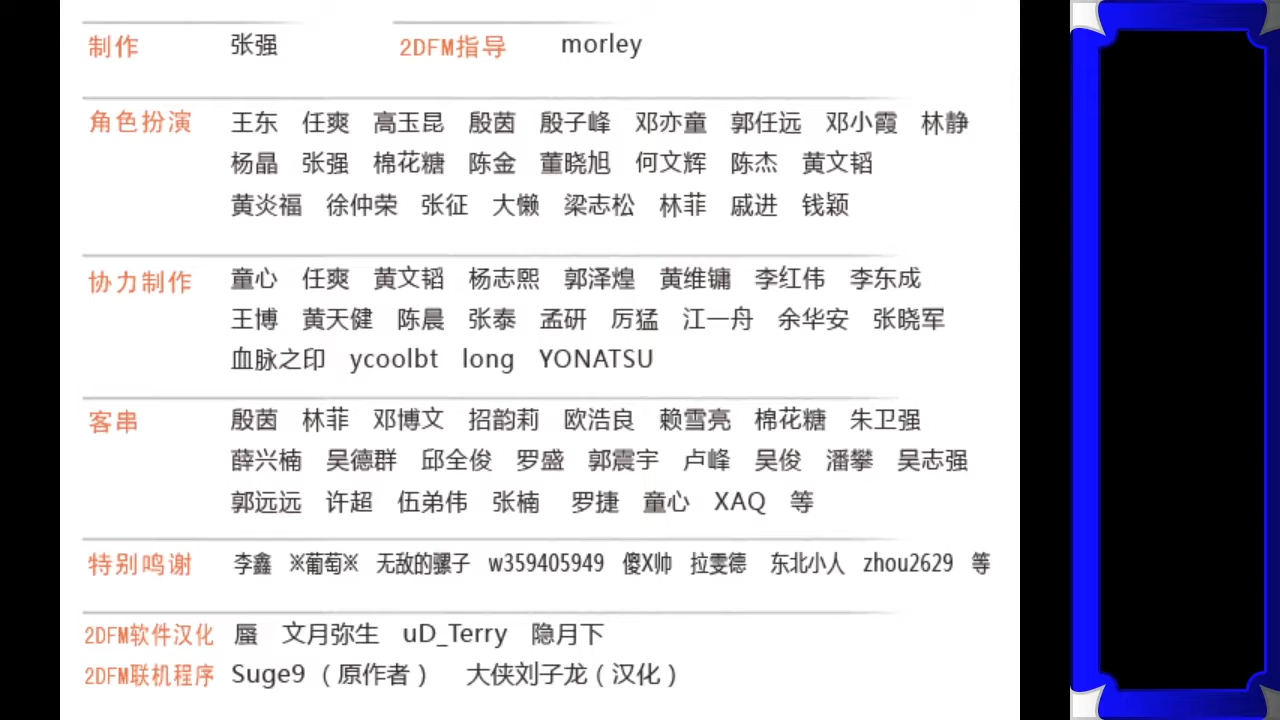 制作 张强 2DFM指导 morley
角色扮演 王东 任爽 高玉昆 殷茵 殷子峰 邓亦童 郭任远 邓小霞 林静
杨晶 张强 棉花糖 陈金 董晓旭 何文辉 陈杰 黄文韬
黄炎福 徐仲荣 张征 大懒 梁志松 林菲 戚进 钱颖
协力制作 童心 任爽 黄文韬 杨志熙 郭泽煌 黄维镛 李红伟 李东成
王博 黄天健 陈晨 张泰 孟研 厉猛 江一舟 余华安 张晓军
血脉之印 ycoolbt long YONATSU
客串 殷茵 林菲 邓博文 招韵莉 欧浩良 赖雪亮 棉花糖 朱卫强
薛兴楠 吴德群 邱全俊 罗盛 郭震宇 卢峰 吴俊 潘攀 吴志强
郭远远 许超 伍弟伟 张楠 罗捷 童心 XAQ 等
特别鸣谢 李鑫 ※葡萄※ 无敌的骡子 w359405949 傻X帅 拉雯德 东北小人 zhou2629 等
2DFM软件汉化 蜃 文月弥生 uD_Terry 隐月下
2DFM联机程序 Suge9（原作者） 大侠刘子龙（汉化）